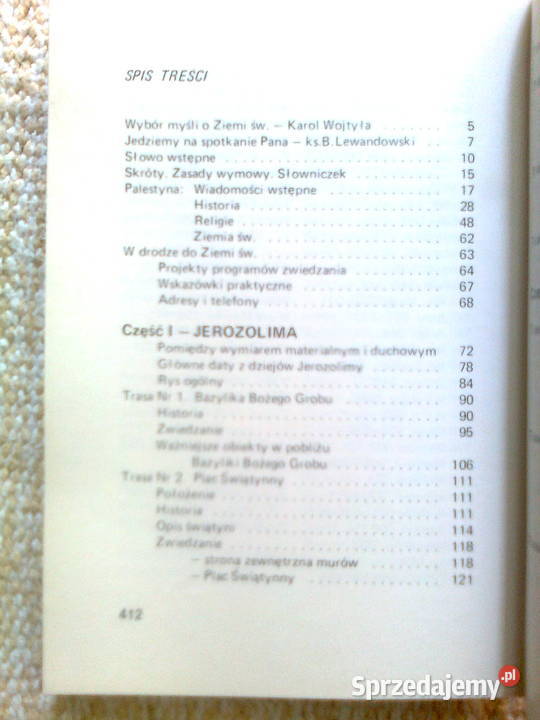 SPIS TRESCI
Wybór myśli o Ziemi św. – Karol Wojtyła . . . . . . . 5
Jedziemy na spotkanie Pana – ks.B. Lewandowski . . 7
Słowo wstępne . . . . . . . . . . . . . . . . . . 10
Skróty. Zasady wymowy. Słowniczek . . . . . . . . . 15
Palestyna: Wiadomości wstępne . . . . . . . . . . . 17
Historia . . . . . . . . . . . . . . . . . . 28
Religie . . . . . . . . . . . . . . . . . . 48
Ziemia św. . . . . . . . . . . . . . . . . . 62
W drodze do Ziemi św. . . . . . . . . . . . . . . . 63
Projekty programów zwiedzania . . . . . . . . . 64
Wskazówki praktyczne . . . . . . . . . . . . . 67
Adresy i telefony . . . . . . . . . . . . . . . 68
Część I – JEROZOLIMA
Pomiędzy wymiarem materialnym i duchowym 72
Główne daty z dziejów Jerozolimy . . . . . . . . 78
Rys ogólny . . . . . . . . . . . . . . . . . . 84
Trasa Nr 1. Bazylika Bożego Grobu . . . . . . . . . 90
Historia . . . . . . . . . . . . . . . . . . 90
Zwiedzanie . . . . . . . . . . . . . . . . . 95
Ważniejsze obiekty w pobliżu
Bazyliki Bożego Grobu . . . . . . . . . . 106
Trasa Nr 2. Plac Świątynny . . . . . . . . . . . . 111
Położenie . . . . . . . . . . . . . . . . . . 111
Historia . . . . . . . . . . . . . . . . . . 111
Opis świątyni . . . . . . . . . . . . . . . . 114
Zwiedzanie . . . . . . . . . . . . . . . . . 118
– strona zewnętrzna murów . . . . . . . 118
– Plac Świątynny . . . . . . . . . . . . 121
412
Sprzedajemy.pl